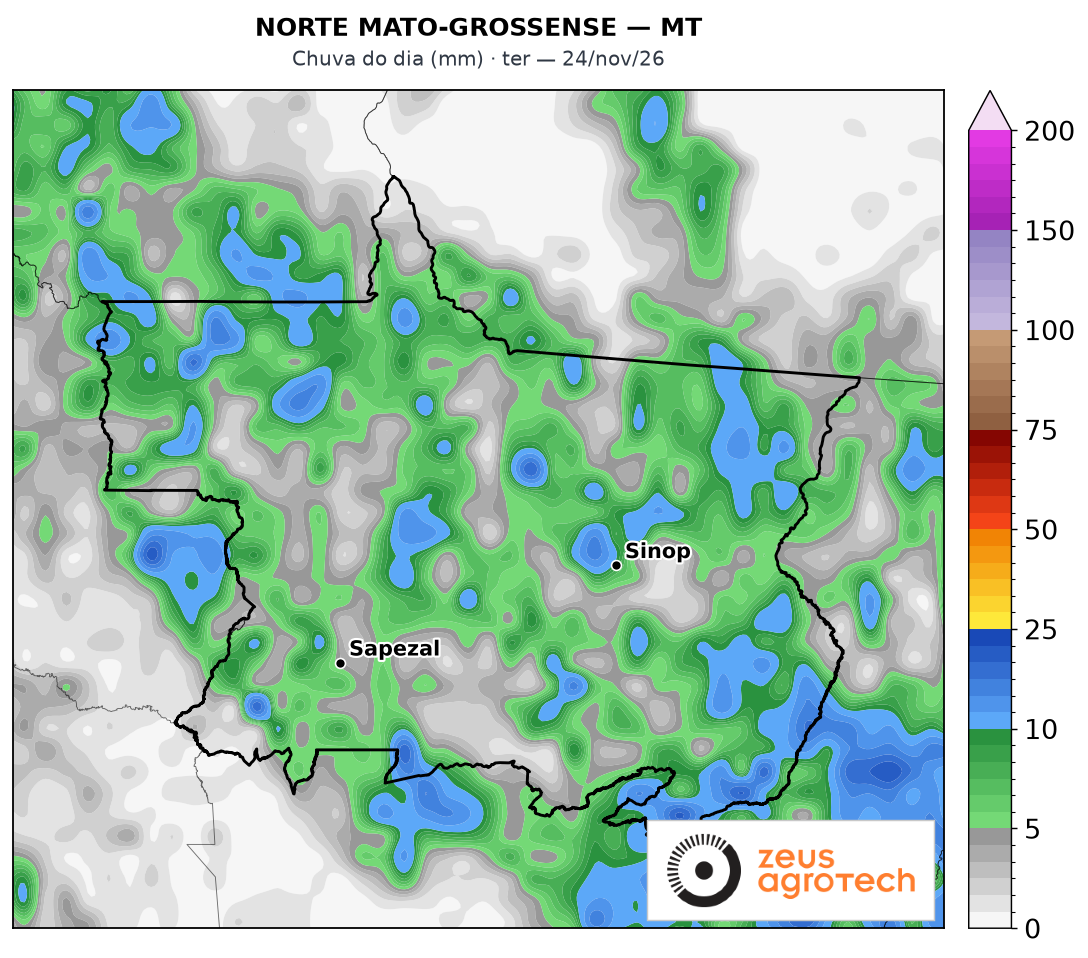 NORTE MATO-GROSSENSE — MT
Chuva do dia (mm) · ter — 24/nov/26
200
150
100
75
50
25
10
5
0
Sinop
Sapezal
zeus
agrotech